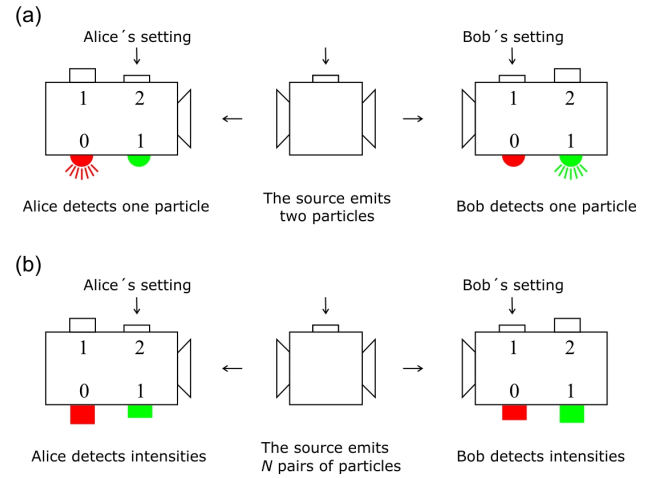 (a)
Alice´s setting
Bob´s setting
1 2
1 2
0 1
0 1
Alice detects one particle
The source emits
two particles
Bob detects one particle
(b)
Alice´s setting
Bob´s setting
1 2
1 2
0 1
0 1
Alice detects intensities
The source emits
N pairs of particles
Bob detects intensities